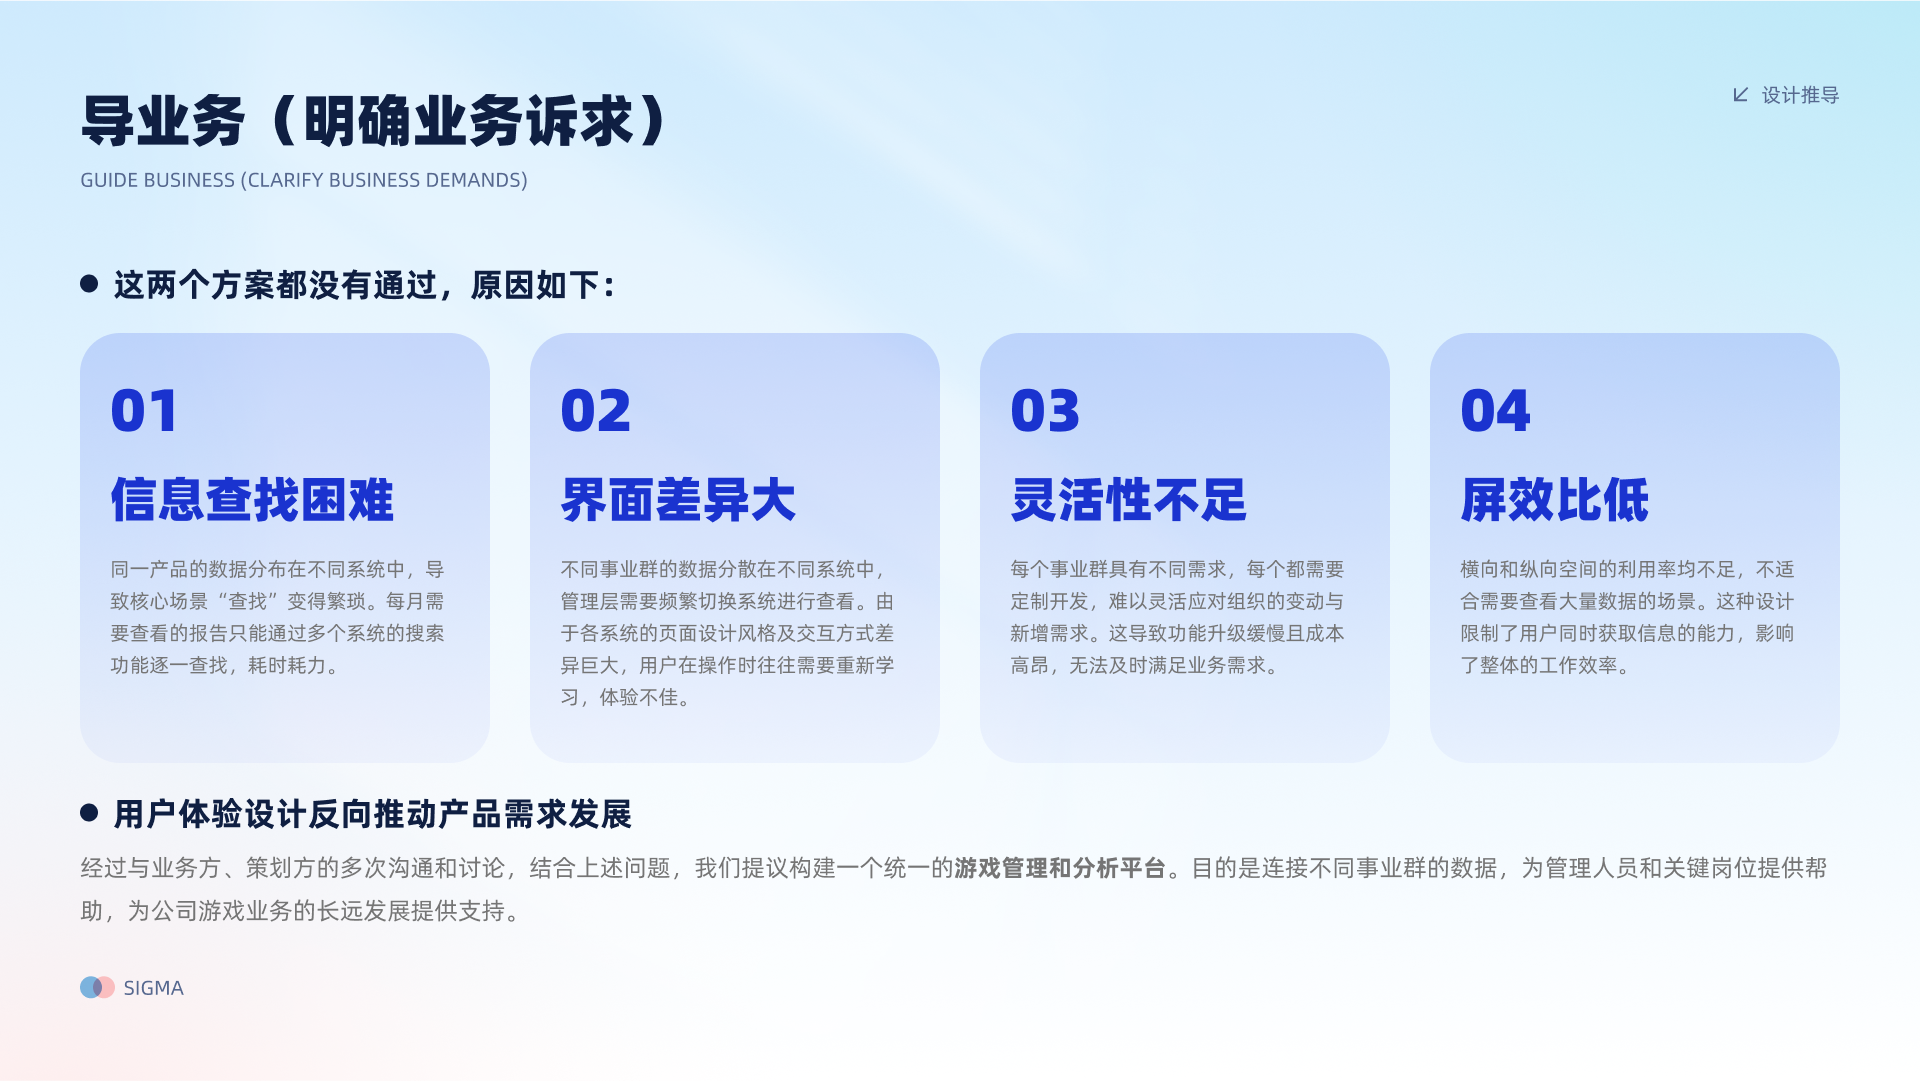 导业务（明确业务诉求）
设计推导
GUIDE BUSINESS (CLARIFY BUSINESS DEMANDS)
这两个方案都没有通过，原因如下：
01
信息查找困难
同一产品的数据分布在不同系统中，导
致核心场景“查找”变得繁琐。每月需
要查看的报告只能通过多个系统的搜索
功能逐一查找，耗时耗力。
02
界面差异大
不同事业群的数据分散在不同系统中，
管理层需要频繁切换系统进行查看。由
于各系统的页面设计风格及交互方式差
异巨大，用户在操作时往往需要重新学
习，体验不佳。
03
灵活性不足
每个事业群具有不同需求，每个都需要
定制开发，难以灵活应对组织的变动与
新增需求。这导致功能升级缓慢且成本
高昂，无法及时满足业务需求。
04
屏效比低
横向和纵向空间的利用率均不足，不适
合需要查看大量数据的场景。这种设计
限制了用户同时获取信息的能力，影响
了整体的工作效率。
用户体验设计反向推动产品需求发展
经过与业务方、策划方的多次沟通和讨论，结合上述问题，我们提议构建一个统一的游戏管理和分析平台。目的是连接不同事业群的数据，为管理人员和关键岗位提供帮
助，为公司游戏业务的长远发展提供支持。
SIGMA